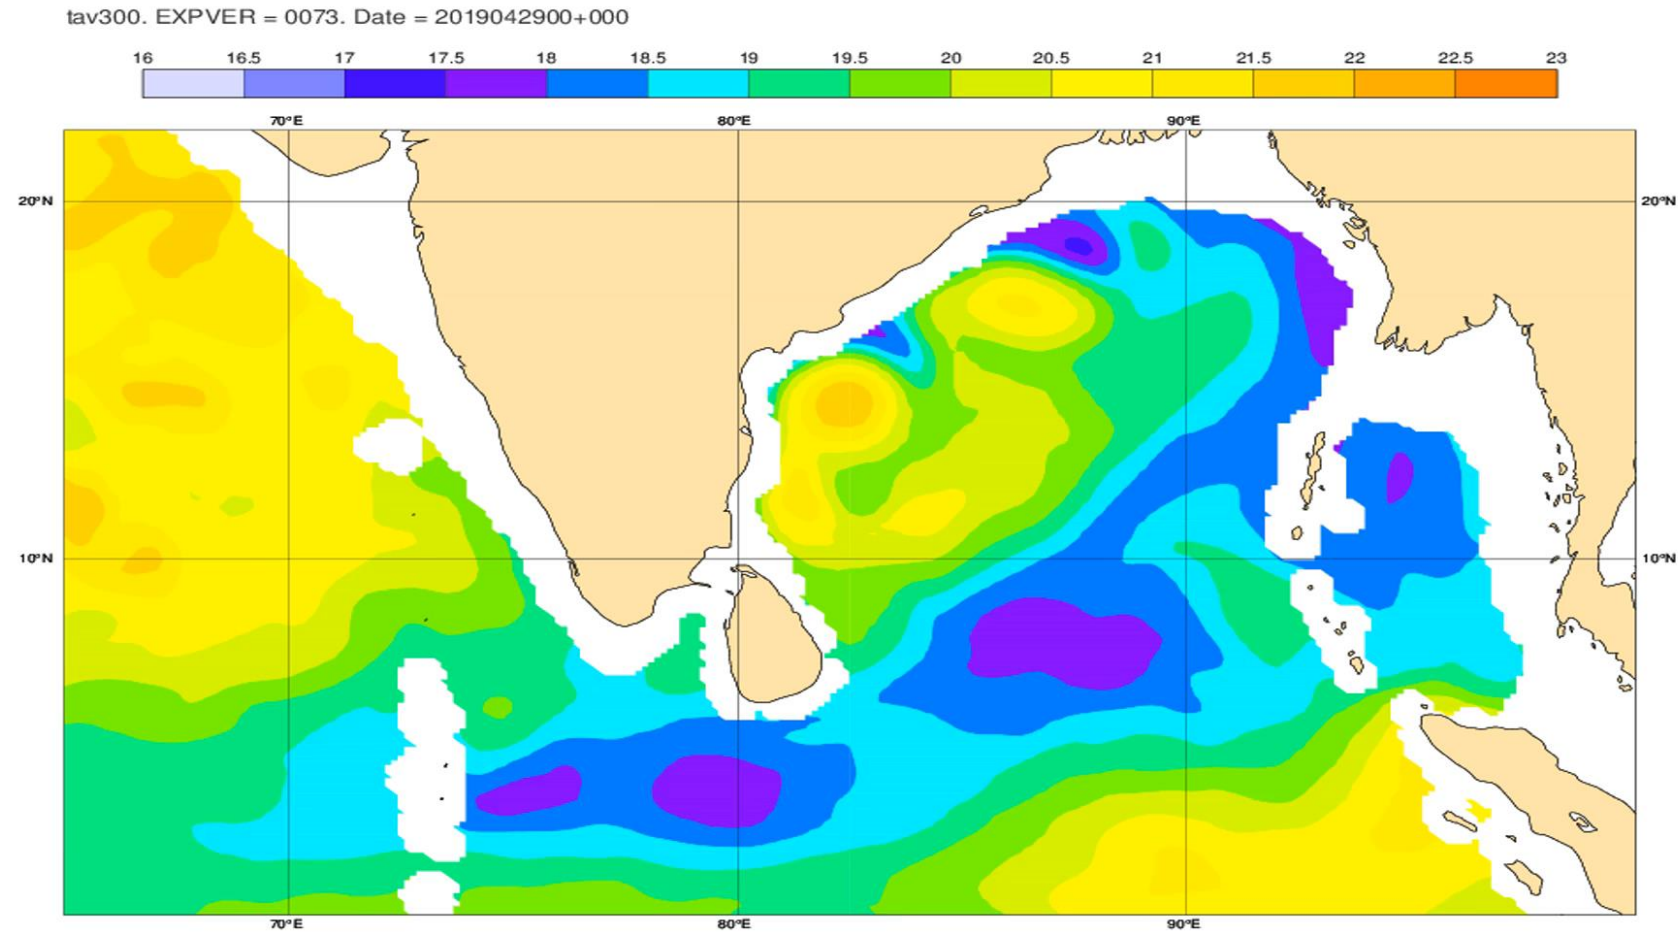 tav300. EXPVER = 0073. Date = 2019042900+000
16 16.5 17 17.5 18 18.5 19 19.5 20 20.5 21 21.5 22 22.5 23
70°E 80°E 90°E
20°N 20°N
10°N 10°N
70°E 80°E 90°E